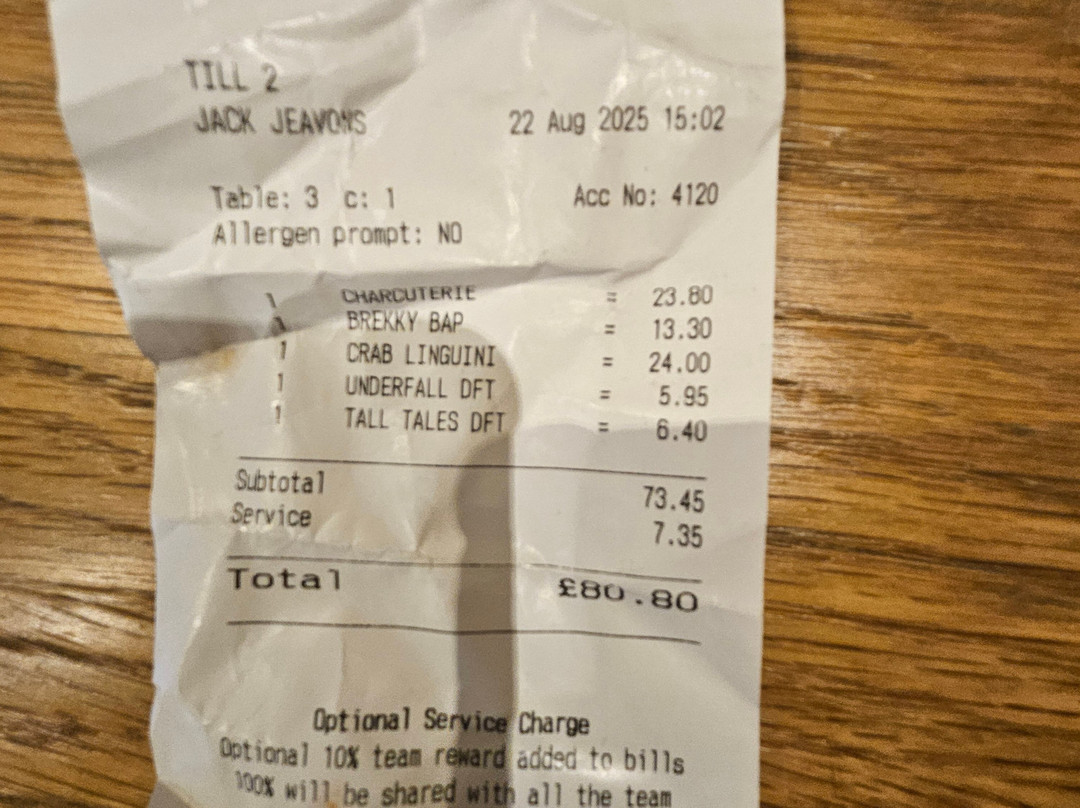 TILL 2
JACK JEAVONS 22 Aug 2025 15:02
Table: 3 c: 1 Acc No: 4120
Allergen prompt: NO
1 CHARCUTERIE = 23.80
1 BREKKY BAP = 13.30
1 CRAB LINGUINI = 24.00
1 UNDERFALL DFT = 5.95
1 TALL TALES DFT = 6.40
Subtotal 73.45
Service 7.35
Total £80.80
Optional Service Charge
Optional 10% team reward added to bills
100% will be shared with all the team